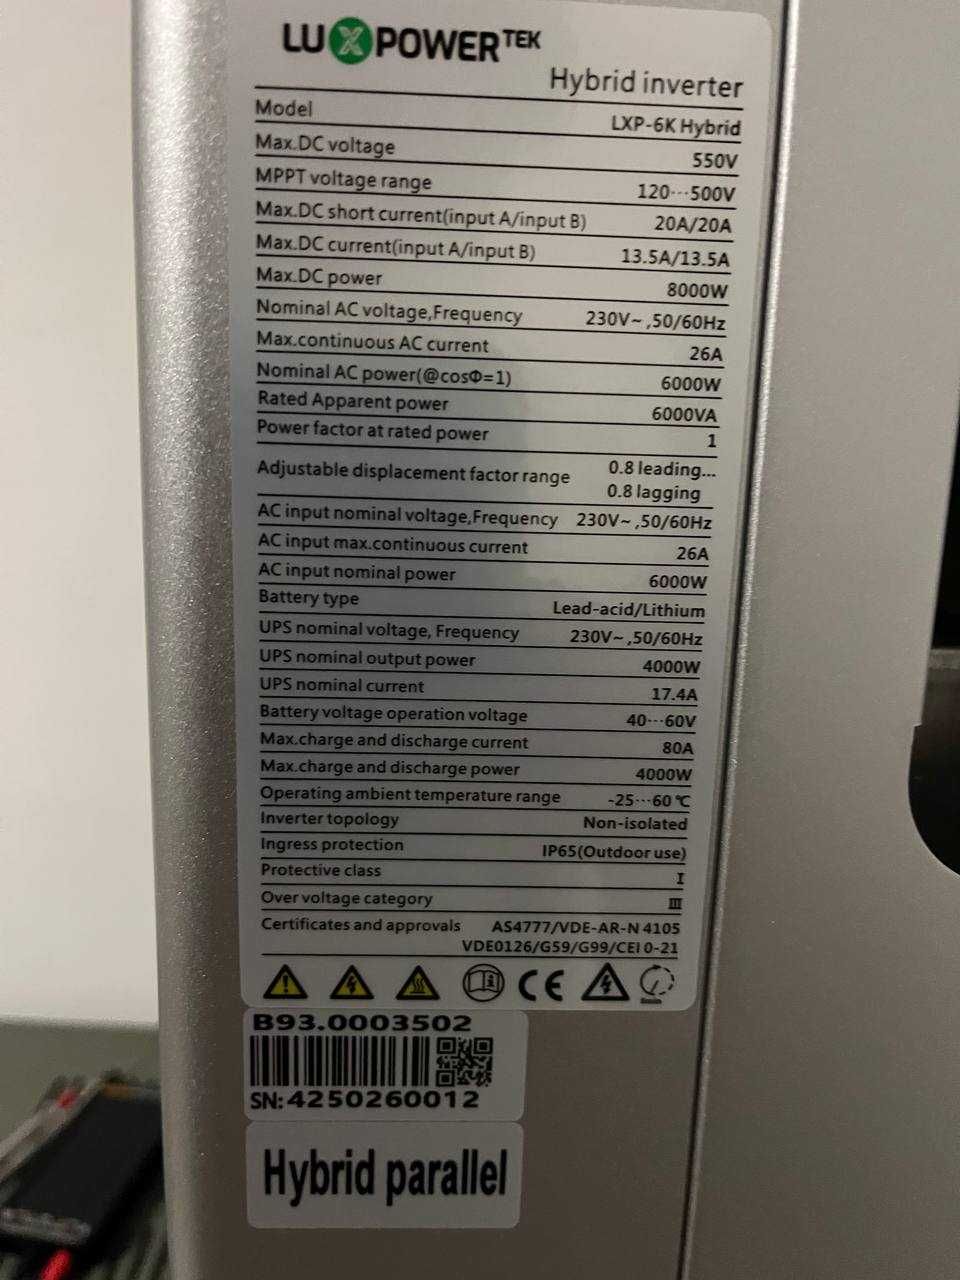 LUXPOWERTEK
Hybrid inverter
Model LXP-6K Hybrid
Max.DC voltage 550V
MPPT voltage range 120···500V
Max.DC short current(input A/input B) 20A/20A
Max.DC current(input A/input B) 13.5A/13.5A
Max.DC power 8000W
Nominal AC voltage,Frequency 230V~ ,50/60Hz
Max.continuous AC current 26A
Nominal AC power(@cosΦ=1) 6000W
Rated Apparent power 6000VA
Power factor at rated power 1
Adjustable displacement factor range 0.8 leading...
0.8 lagging
AC input nominal voltage,Frequency 230V~ ,50/60Hz
AC input max.continuous current 26A
AC input nominal power 6000W
Battery type Lead-acid/Lithium
UPS nominal voltage, Frequency 230V~ ,50/60Hz
UPS nominal output power 4000W
UPS nominal current 17.4A
Battery voltage operation voltage 40···60V
Max.charge and discharge current 80A
Max.charge and discharge power 4000W
Operating ambient temperature range -25···60℃
Inverter topology Non-isolated
Ingress protection IP65(Outdoor use)
Protective class I
Over voltage category III
Certificates and approvals AS4777/VDE-AR-N 4105
VDE0126/G59/G99/CEI 0-21
CE
B93.0003502
SN:4250260012
Hybrid parallel